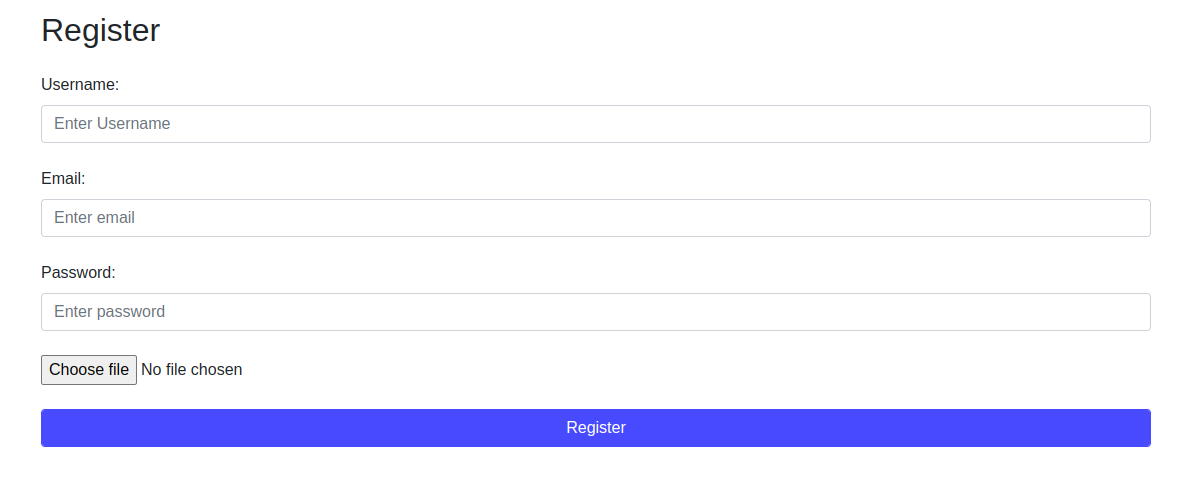 Register
Username:
Enter Username
Email:
Enter email
Password:
Enter password
Choose file No file chosen
Register